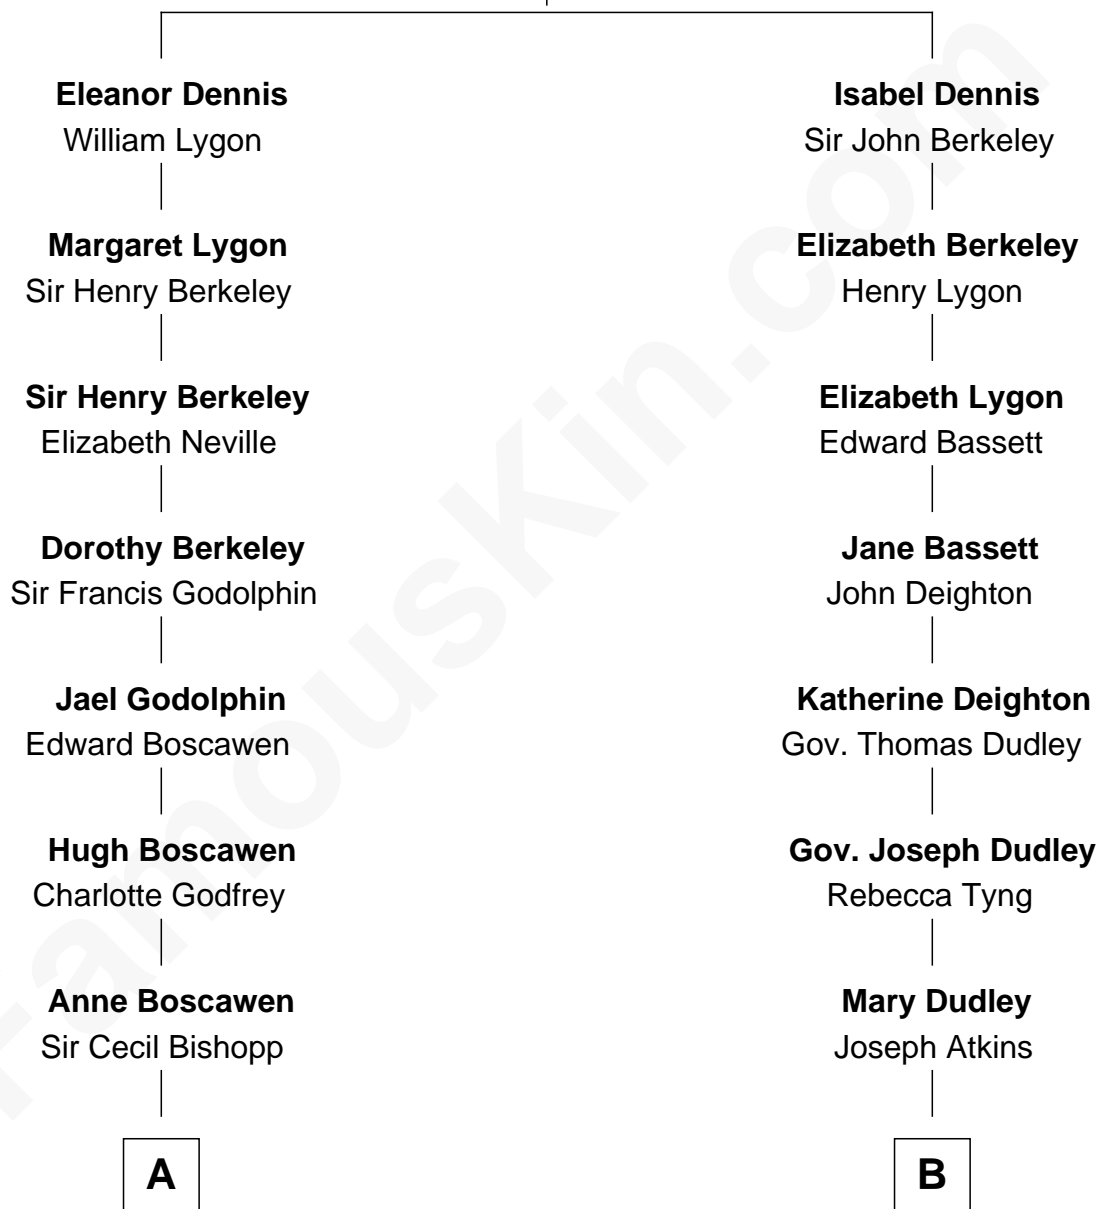 Eleanor Dennis
William Lygon
Margaret Lygon
Sir Henry Berkeley
Sir Henry Berkeley
Elizabeth Neville
Dorothy Berkeley
Sir Francis Godolphin
Jael Godolphin
Edward Boscawen
Hugh Boscawen
Charlotte Godfrey
Anne Boscawen
Sir Cecil Bishopp
A
Isabel Dennis
Sir John Berkeley
Elizabeth Berkeley
Henry Lygon
Elizabeth Lygon
Edward Bassett
Jane Bassett
John Deighton
Katherine Deighton
Gov. Thomas Dudley
Gov. Joseph Dudley
Rebecca Tyng
Mary Dudley
Joseph Atkins
B
FamousKin.com